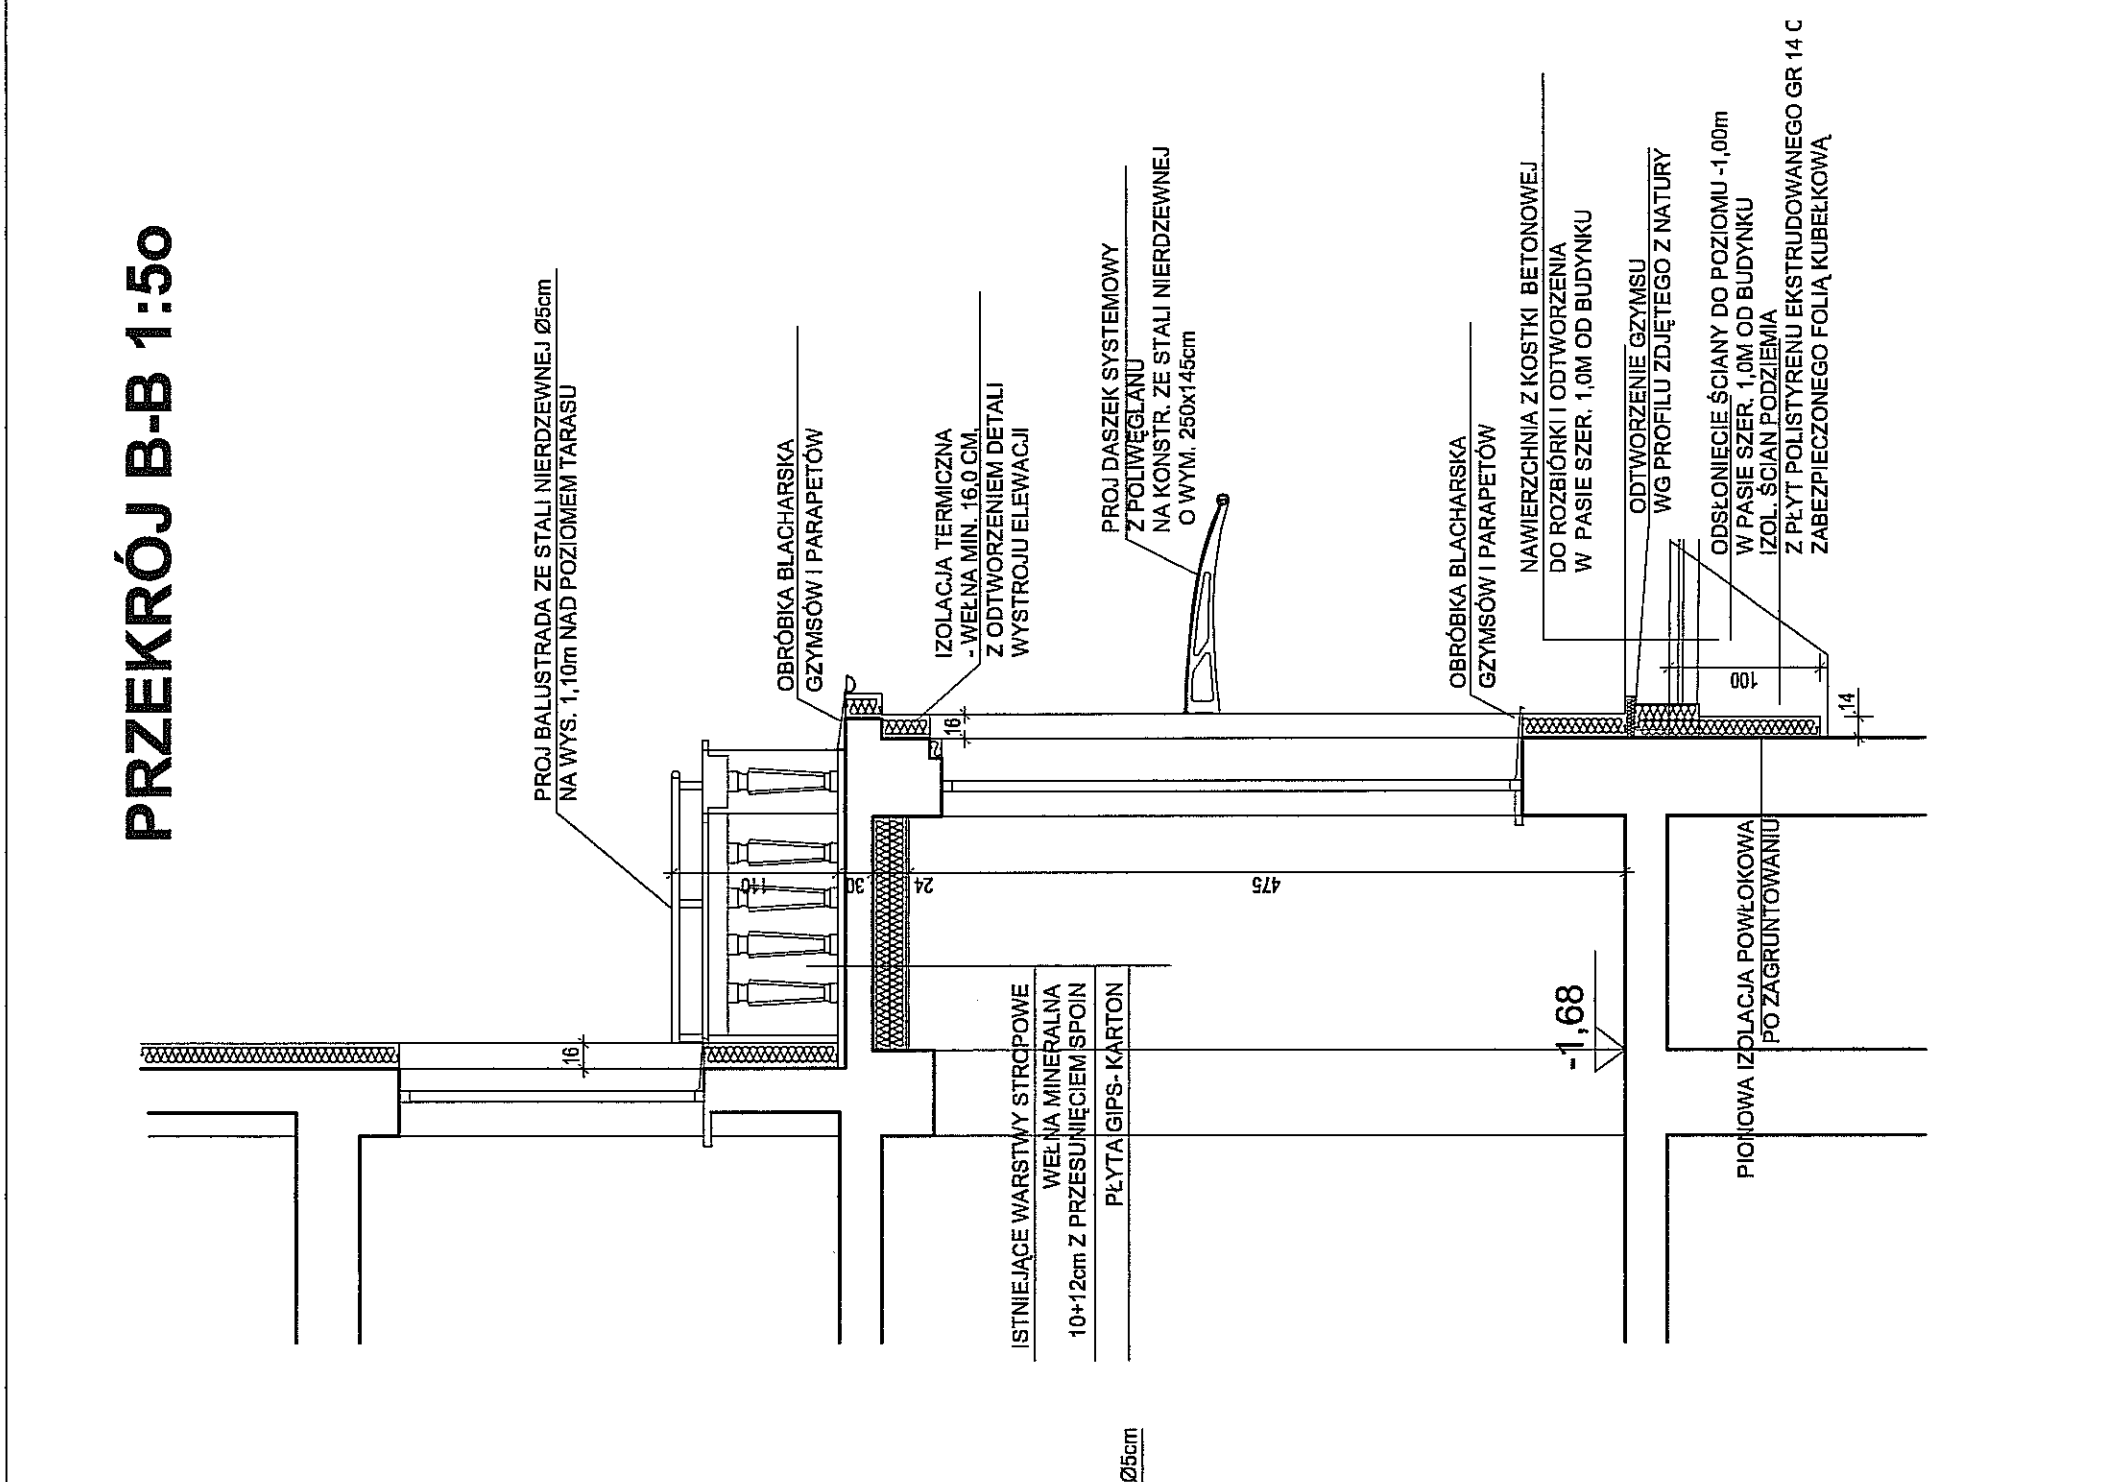 PRZEKRÓJ B-B 1:5o
PROJ BALUSTRADA ZE STALI NIERDZEWNEJ Ø5cm
NA WYS. 1,10m NAD POZIOMEM TARASU
OBRÓBKA BLACHARSKA
GZYMSÓW I PARAPETÓW
IZOLACJA TERMICZNA
- WEŁNA MIN. 16,0 CM,
Z ODTWORZENIEM DETALI
WYSTROJU ELEWACJI
PROJ DASZEK SYSTEMOWY
Z POLIWĘGLANU
NA KONSTR. ZE STALI NIERDZEWNEJ
O WYM. 250x145cm
OBRÓBKA BLACHARSKA
GZYMSÓW I PARAPETÓW
NAWIERZCHNIA Z KOSTKI BETONOWEJ
DO ROZBIÓRKI I ODTWORZENIA
W PASIE SZER. 1,0M OD BUDYNKU
ODTWORZENIE GZYMSU
WG PROFILU ZDJĘTEGO Z NATURY
ODSŁONIĘCIE ŚCIANY DO POZIOMU -1,00m
W PASIE SZER. 1,0M OD BUDYNKU
IZOL. ŚCIAN PODZIEMIA
Z PŁYT POLISTYRENU EKSTRUDOWANEGO GR 14 C
ZABEZPIECZONEGO FOLIĄ KUBEŁKOWĄ
16
110
30
24
16
475
100
14
-1,68
ISTNIEJĄCE WARSTWY STROPOWE
WEŁNA MINERALNA
10+12cm Z PRZESUNIĘCIEM SPOIN
PŁYTA GIPS- KARTON
PIONOWA IZOLACJA POWŁOKOWA
PO ZAGRUNTOWANIU
Ø5cm